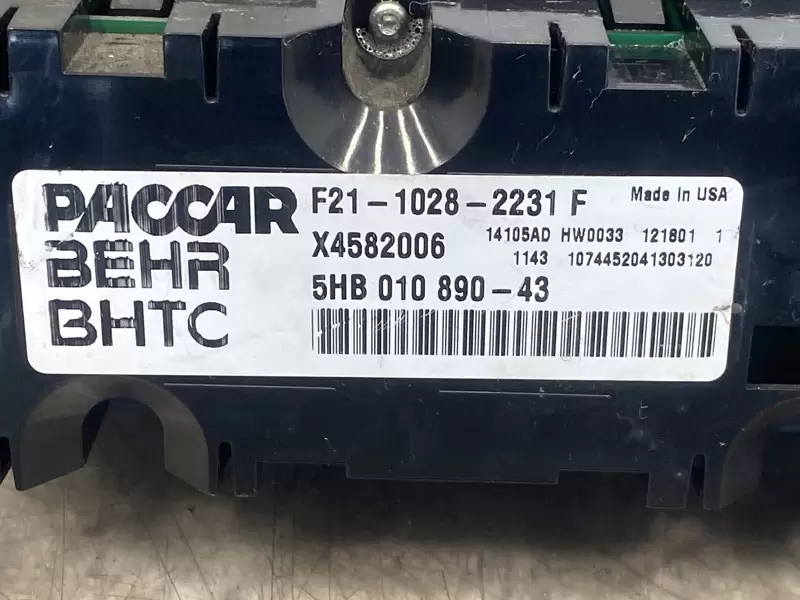 PACCAR
BEHR
BHTC
F21-1028-2231 F
Made In USA
X4582006
14105AD HW0033 121801 1
1143 1074452041303120
5HB 010 890-43